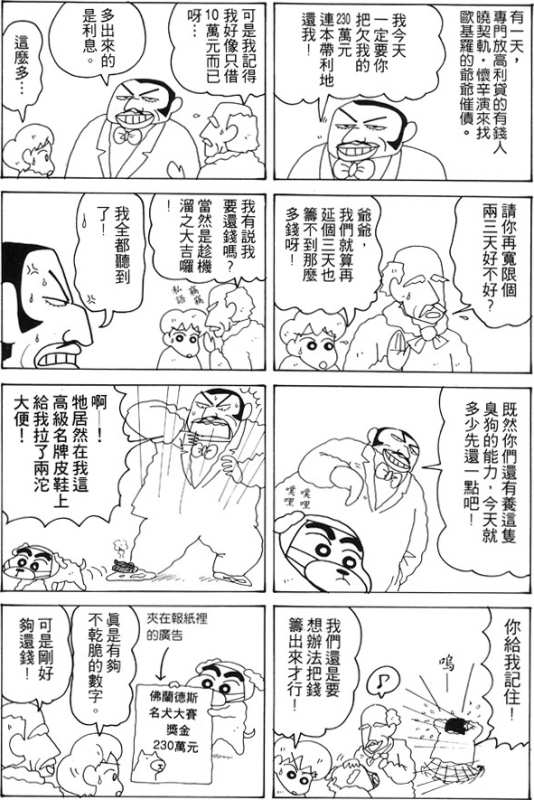 有一天，
專門放高利貸的有錢人
曉契軌・懷辛演來找
歐基羅的爺爺催債。
我今天
一定要你
把欠我的
230萬元
連本帶利地
還我！
可是我記得
我好像只借
10萬元而已
呀…
多出來的
是利息。
這麼多…
請你再寬限個
兩三天好不好？
爺爺，
我們就算再
延個三天也
籌不到那麼
多錢呀！
我有說我
要還錢嗎？
當然是趁機
溜之大吉囉
！
竊竊
私語
我全都聽到
了！
既然你們還有養這隻
臭狗的能力，今天就
多少先還一點吧！
噗哩
噗哩
啊—！
牠居然在我這
高級名牌皮鞋上
給我拉了兩沱
大便！
你給我記住！
嗚
我們還是要
想辦法把錢
籌出來才行！
夾在報紙裡
的廣告
佛蘭德斯
名犬大賽
獎金
230萬元
真是有夠
不乾脆的數字。
可是剛好
夠還錢！